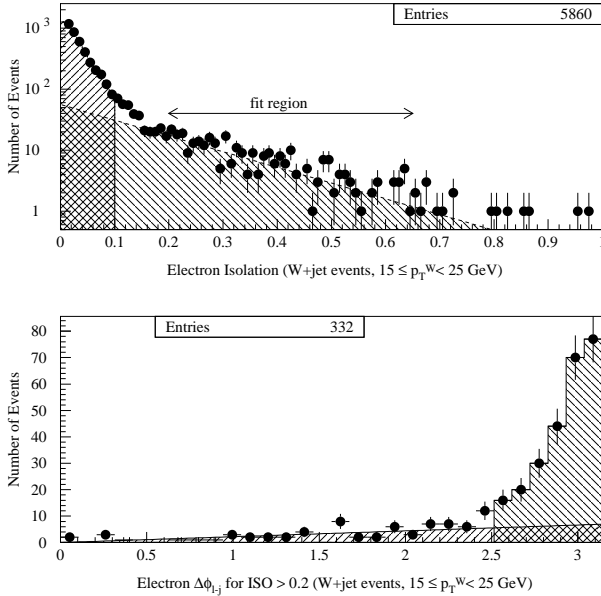 Entries 5860
Number of Events
10³
10²
10
1
fit region
0 0.1 0.2 0.3 0.4 0.5 0.6 0.7 0.8 0.9 1
Electron Isolation (W+jet events, 15 ≤ p_T^W < 25 GeV)
Entries 332
Number of Events
80
70
60
50
40
30
20
10
0
0 0.5 1 1.5 2 2.5 3
Electron Δϕ_l-j for ISO > 0.2 (W+jet events, 15 ≤ p_T^W < 25 GeV)